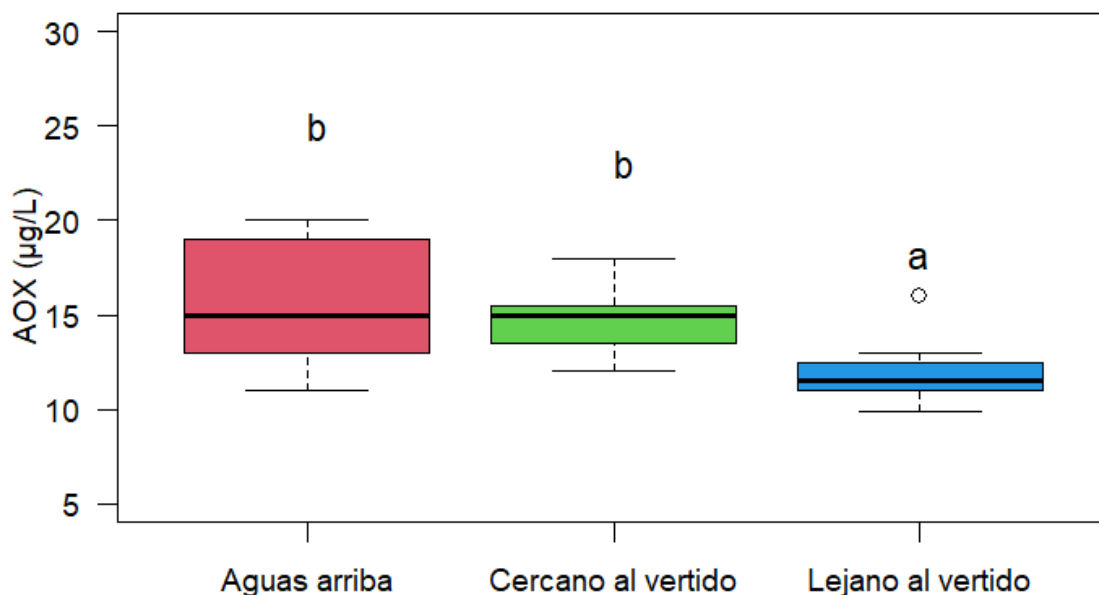 AOX (µg/L)
30
25
20
15
10
5
b
b
a
Aguas arriba
Cercano al vertido
Lejano al vertido